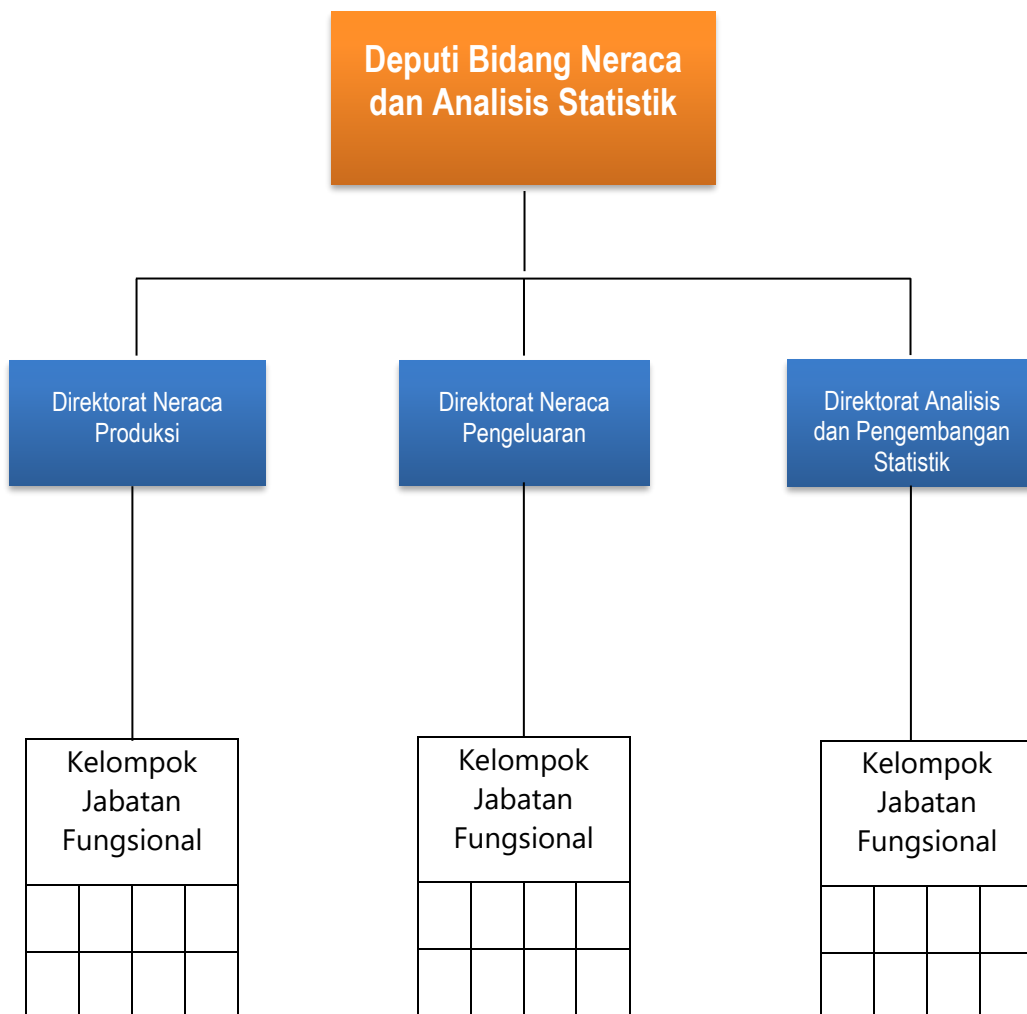 Deputi Bidang Neraca
dan Analisis Statistik
Direktorat Neraca
Produksi
Direktorat Neraca
Pengeluaran
Direktorat Analisis
dan Pengembangan
Statistik
Kelompok
Jabatan
Fungsional
Kelompok
Jabatan
Fungsional
Kelompok
Jabatan
Fungsional